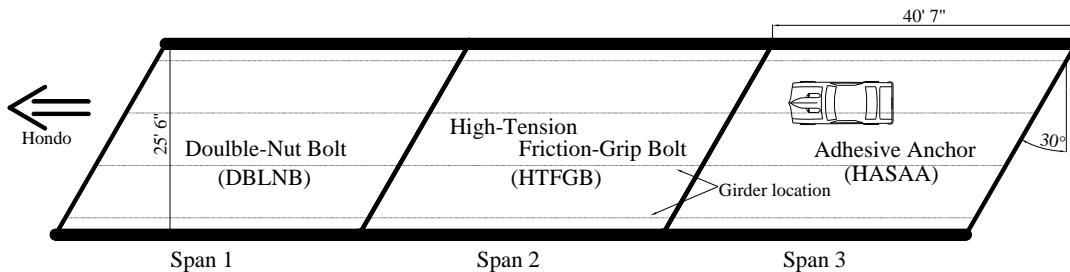 40' 7"
Hondo
25' 6"
Doulble-Nut Bolt
(DBLNB)
High-Tension
Friction-Grip Bolt
(HTFGB)
Girder location
Adhesive Anchor
(HASAA)
30°
Span 1
Span 2
Span 3